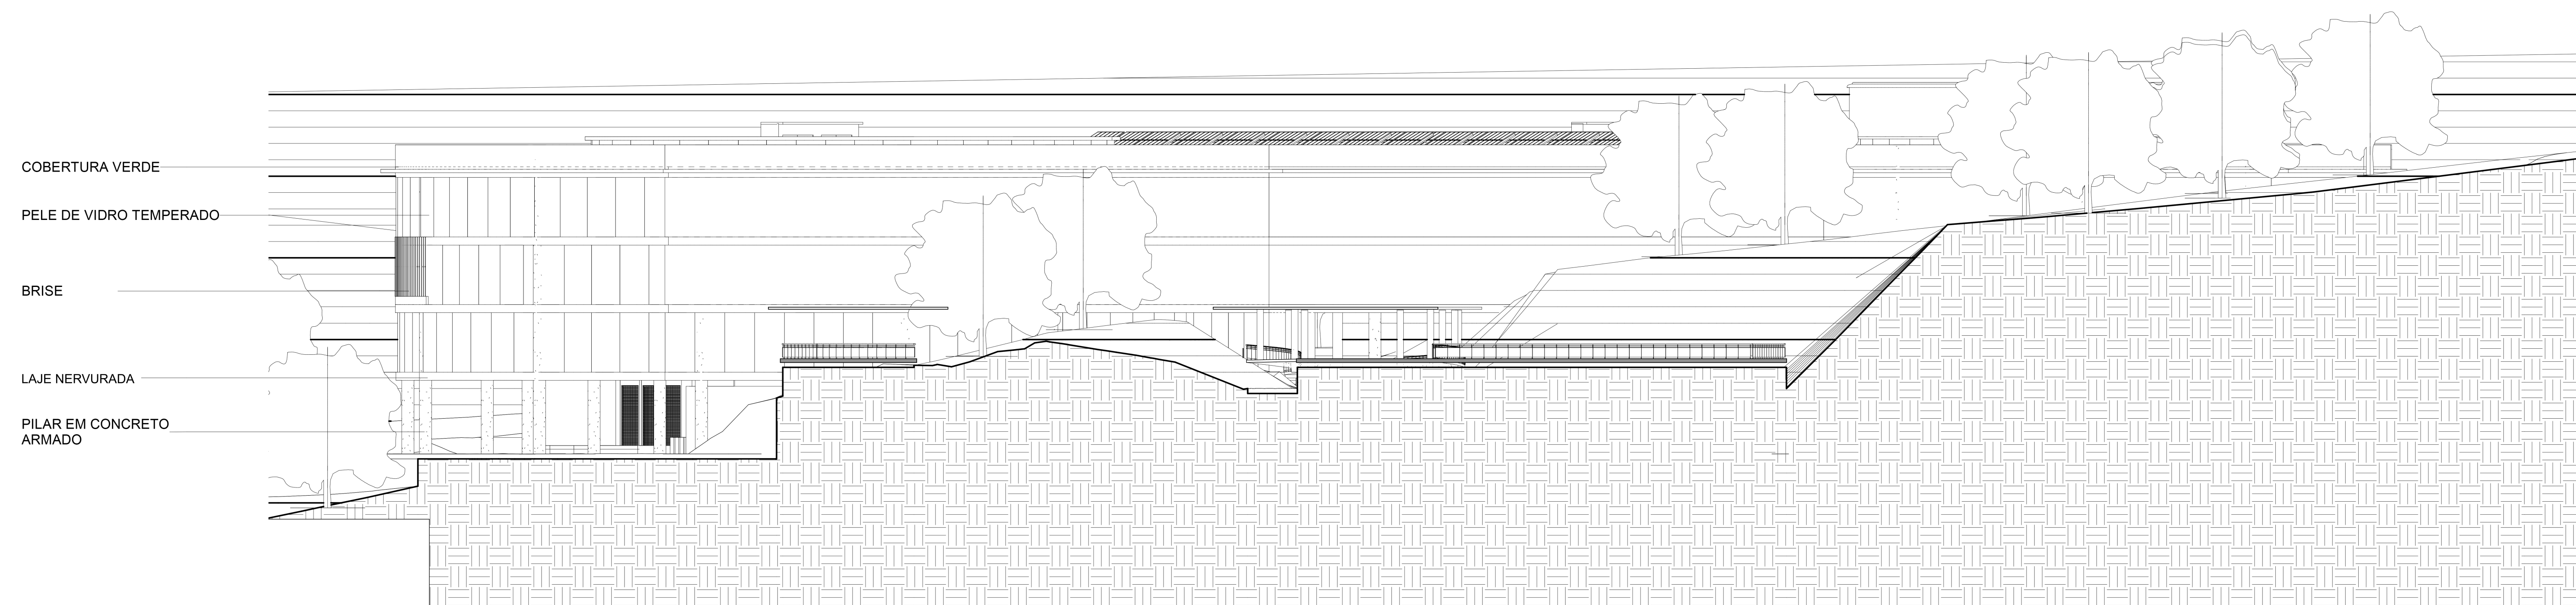 COBERTURA VERDE
PELE DE VIDRO TEMPERADO
BRISE
LAJE NERVURADA
PILAR EM CONCRETO
ARMADO